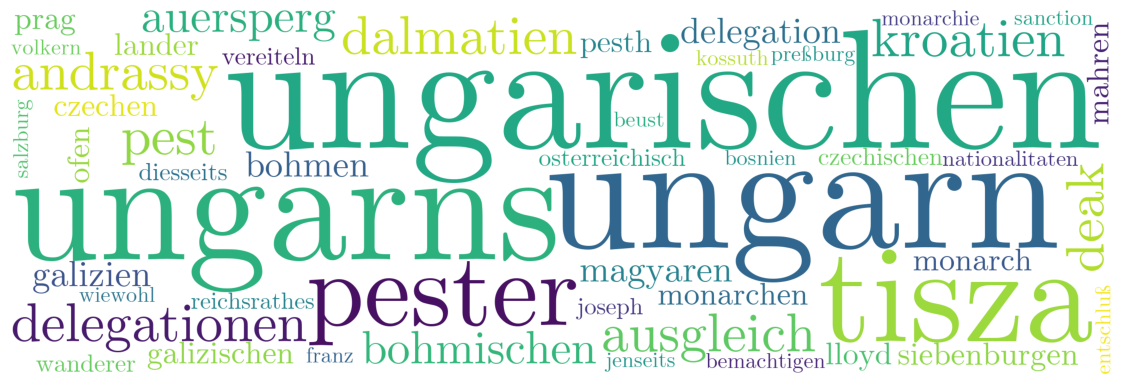 prag
auersperg
dalmatien
delegation
monarchie
sanction
volkern
lander
vereiteln
pesth
kossuth
preßburg
kroatien
mahren
andrassy
ungarischen
czechen
salzburg
ofen
pest
beust
diesseits
bohmen
osterreichisch
bosnien
czechischen
nationalitaten
ungarns
ungarn
deak
galizien
wiewohl
reichsrathes
pester
magyaren
monarchen
monarch
tisza
joseph
delegationen
bohmischen
ausgleich
entschluß
wanderer
galizischen
franz
jenseits
bemachtigen
lloyd
siebenburgen